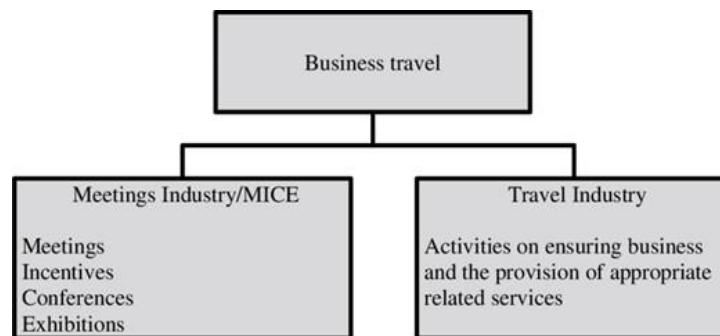 Business travel
Meetings Industry/MICE
Meetings
Incentives
Conferences
Exhibitions
Travel Industry
Activities on ensuring business
and the provision of appropriate
related services